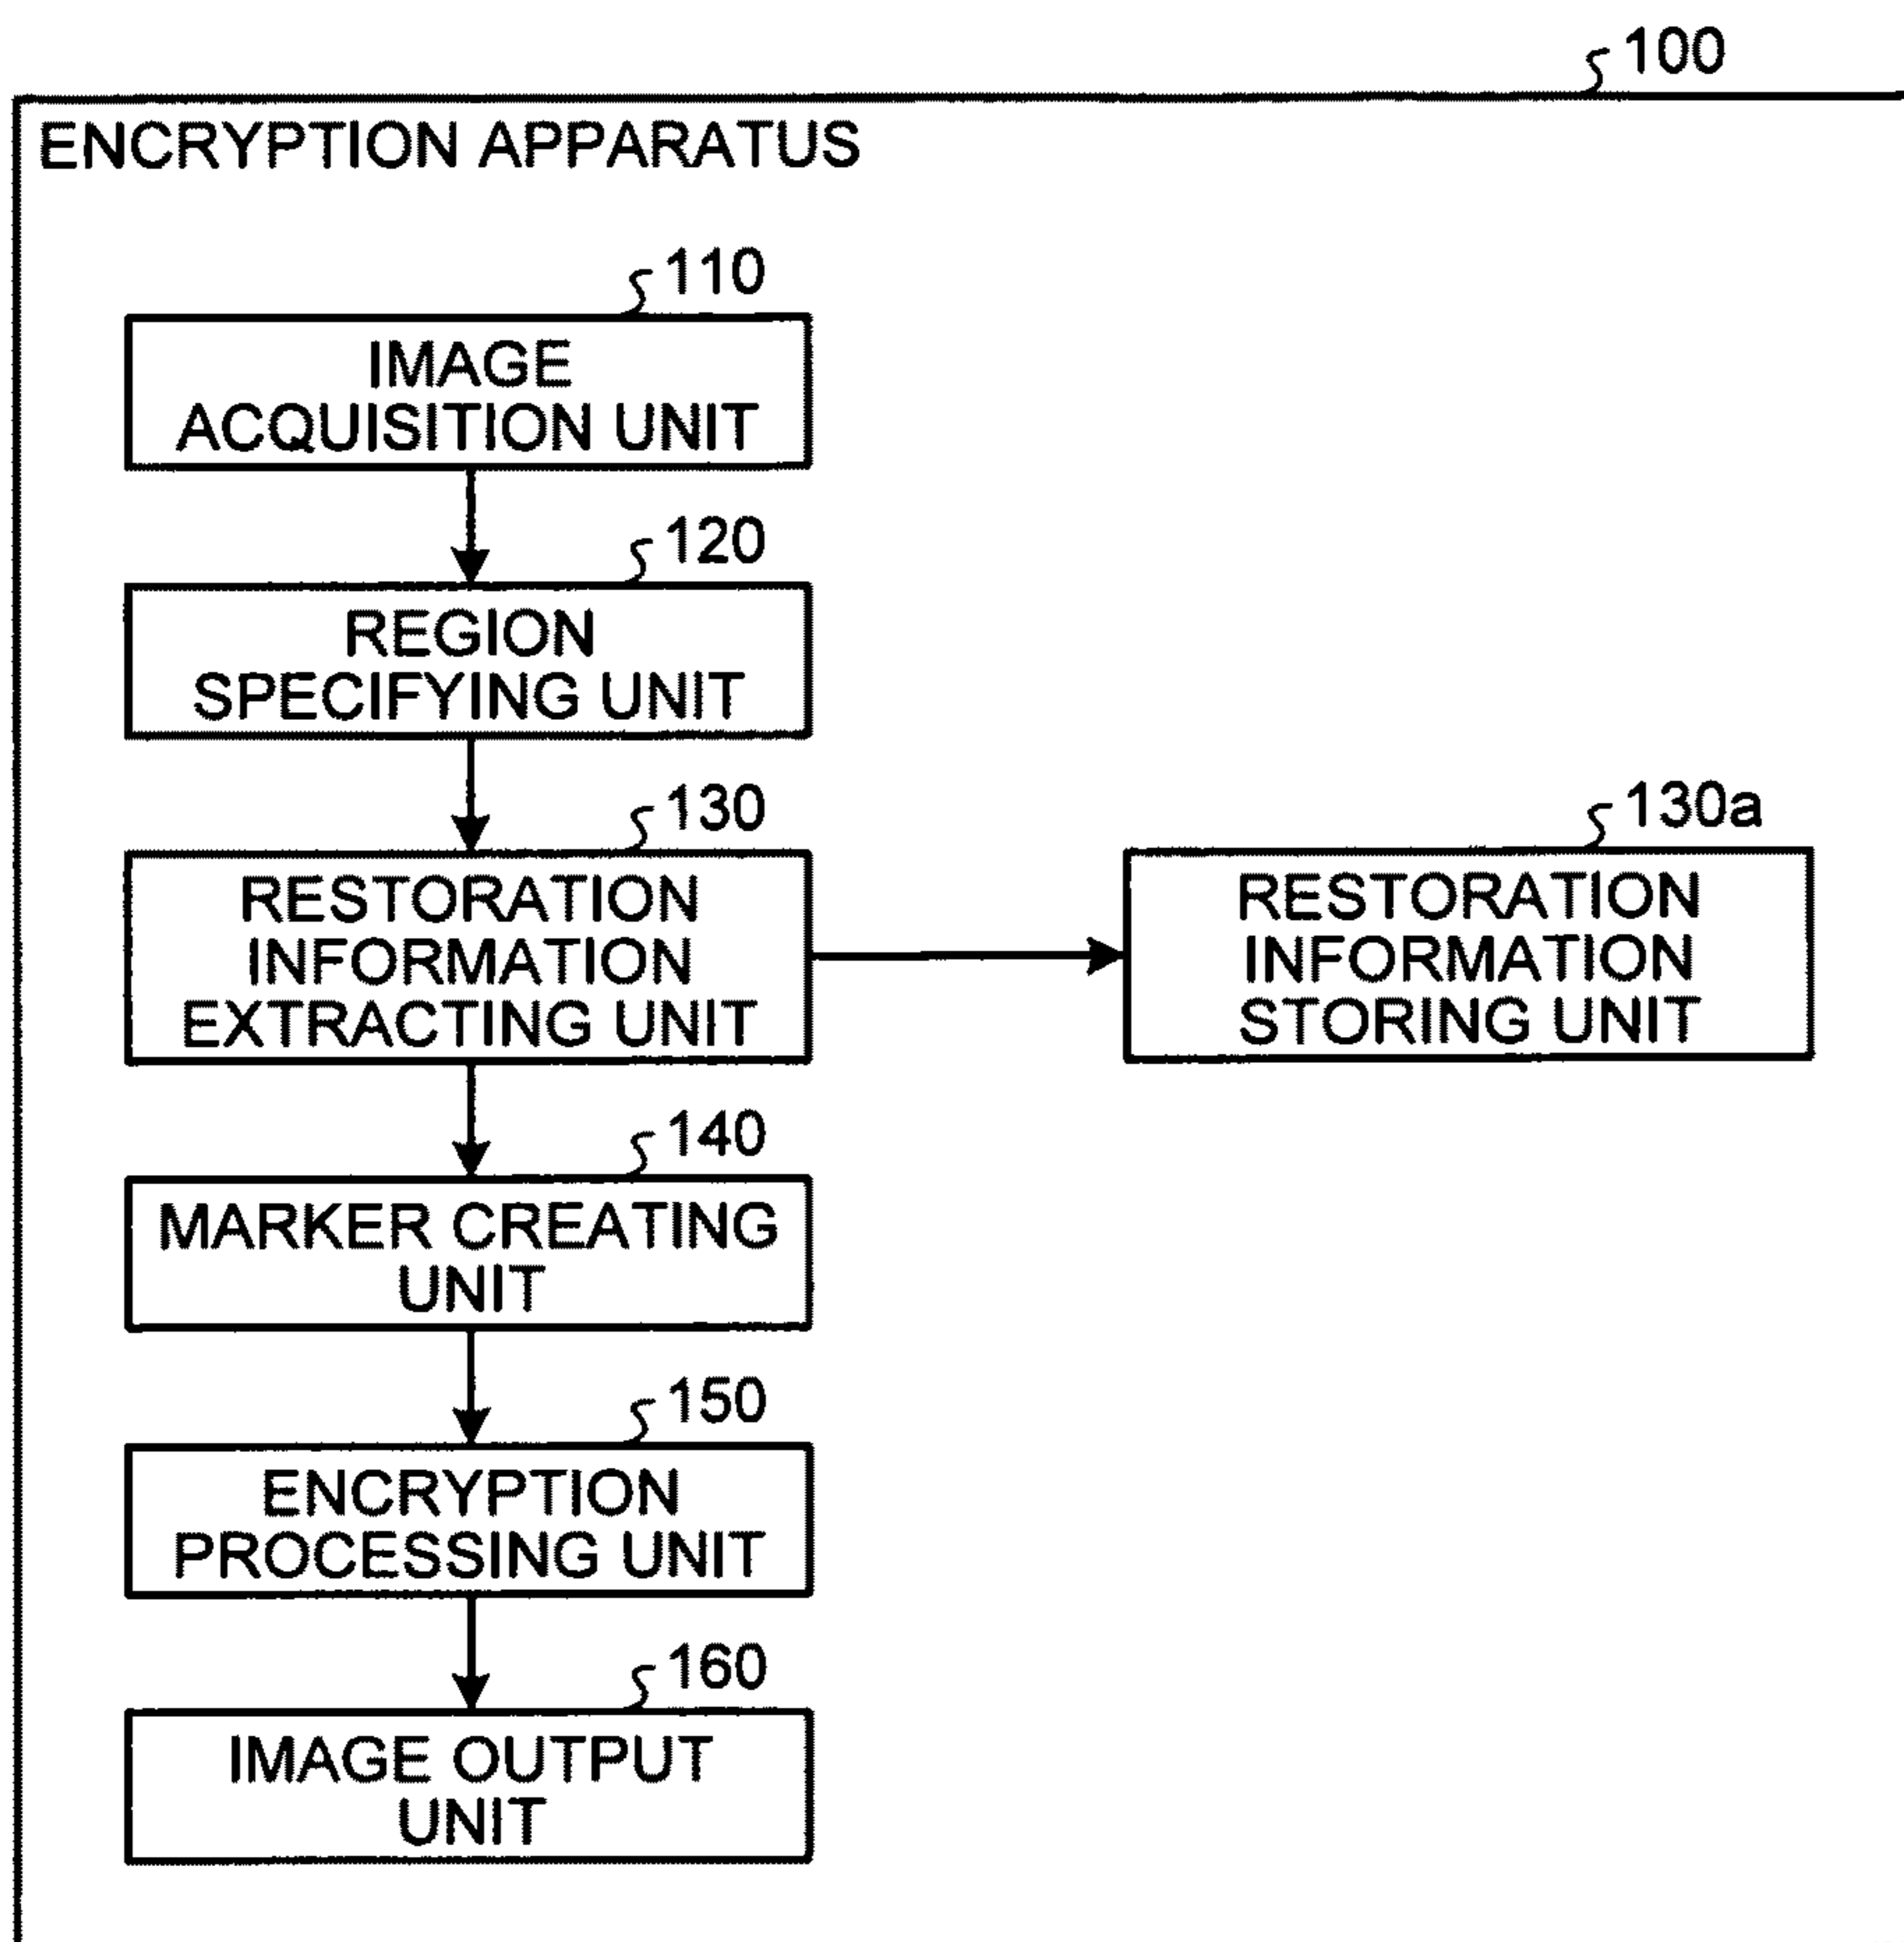 100
ENCRYPTION APPARATUS
110
IMAGE
ACQUISITION UNIT
120
REGION
SPECIFYING UNIT
130
RESTORATION
INFORMATION
EXTRACTING UNIT
130a
RESTORATION
INFORMATION
STORING UNIT
140
MARKER CREATING
UNIT
150
ENCRYPTION
PROCESSING UNIT
160
IMAGE OUTPUT
UNIT